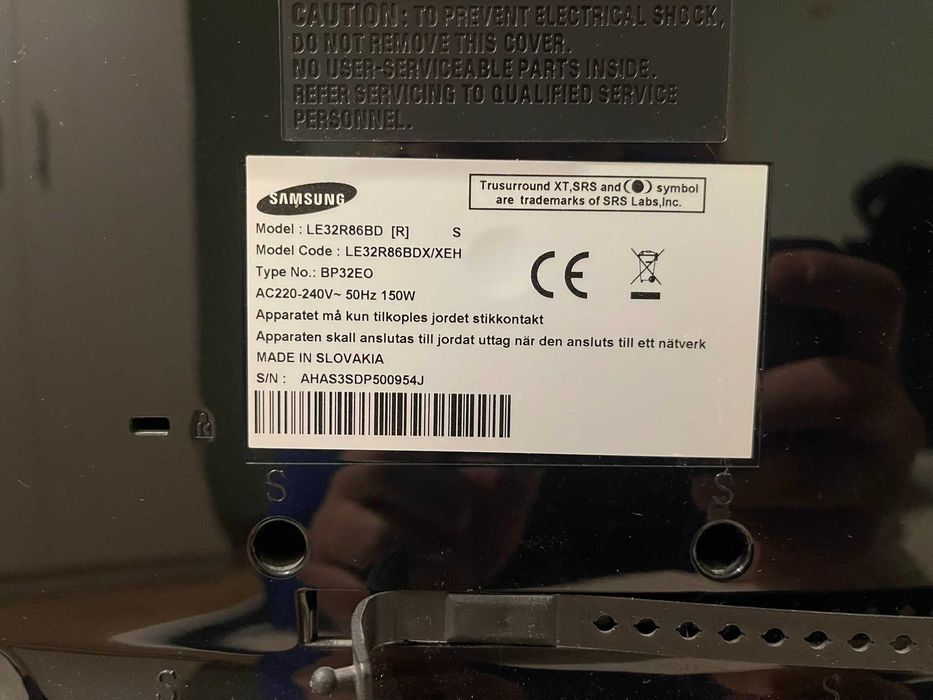 CAUTION: TO PREVENT ELECTRICAL SHOCK,
DO NOT REMOVE THIS COVER.
NO USER-SERVICEABLE PARTS INSIDE.
REFER SERVICING TO QUALIFIED SERVICE
PERSONNEL.
SAMSUNG
Trusurround XT,SRS and symbol
are trademarks of SRS Labs,Inc.
Model : LE32R86BD [R] S
Model Code : LE32R86BDX/XEH
Type No.: BP32EO
AC220-240V~ 50Hz 150W
Apparatet må kun tilkoples jordet stikkontakt
Apparaten skall anslutas till jordat uttag när den ansluts till ett nätverk
MADE IN SLOVAKIA
S/N : AHAS3SDP500954J
CE
S S
S S